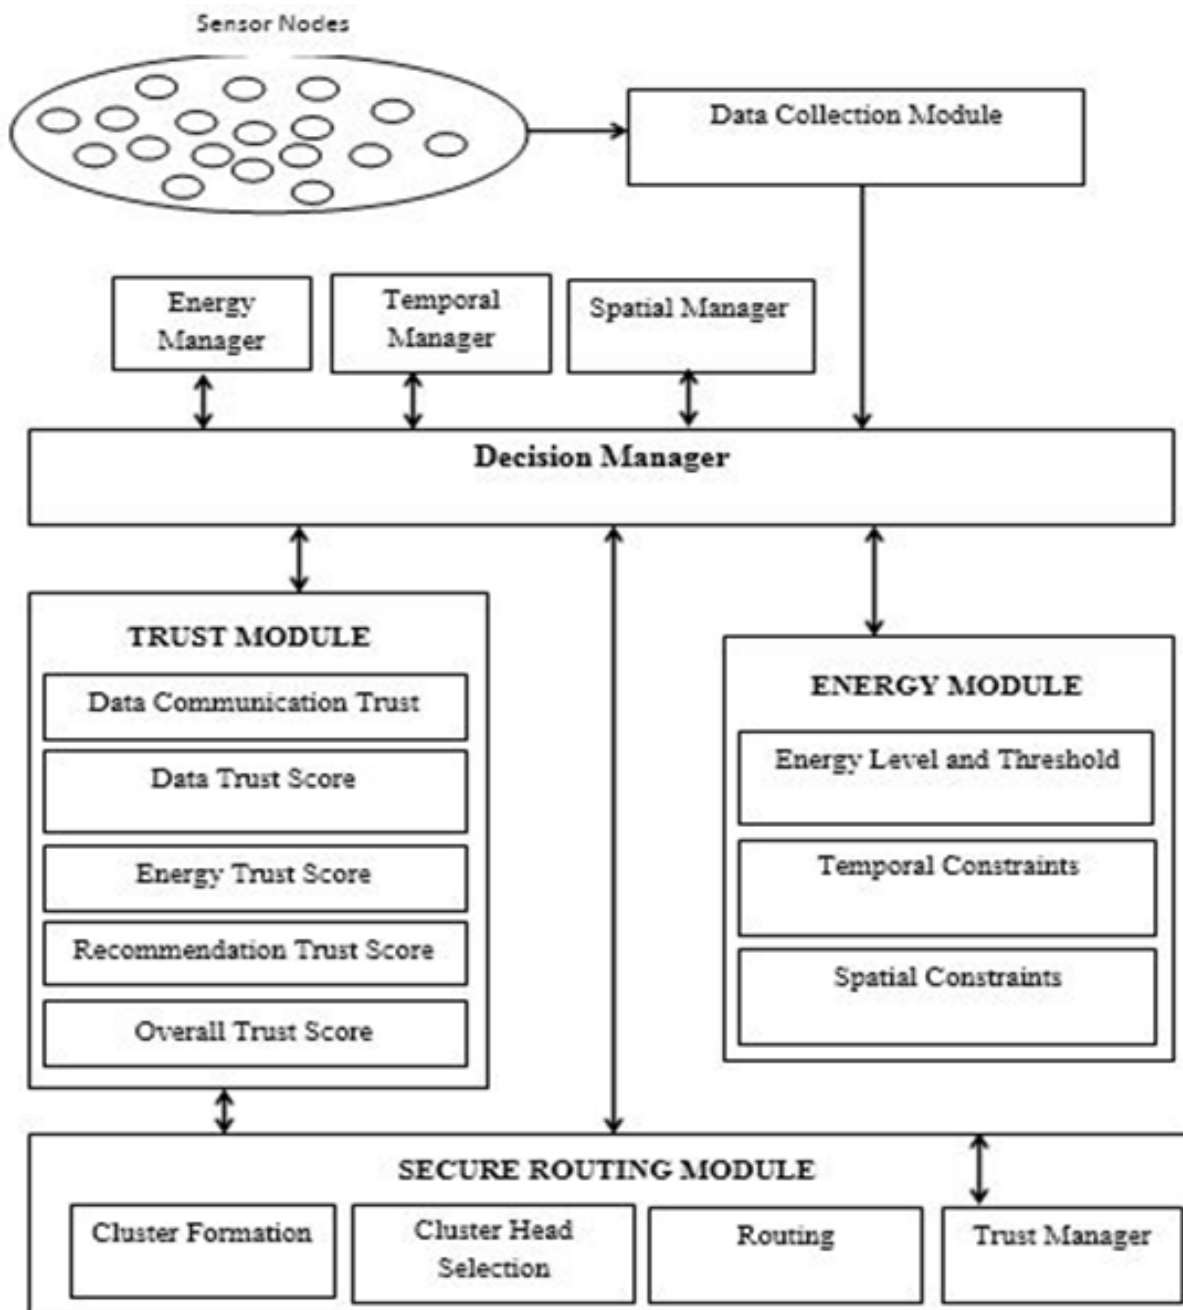 Sensor Nodes
Data Collection Module
Energy
Manager
Temporal
Manager
Spatial Manager
Decision Manager
TRUST MODULE
Data Communication Trust
Data Trust Score
Energy Trust Score
Recommendation Trust Score
Overall Trust Score
ENERGY MODULE
Energy Level and Threshold
Temporal Constraints
Spatial Constraints
SECURE ROUTING MODULE
Cluster Formation
Cluster Head
Selection
Routing
Trust Manager